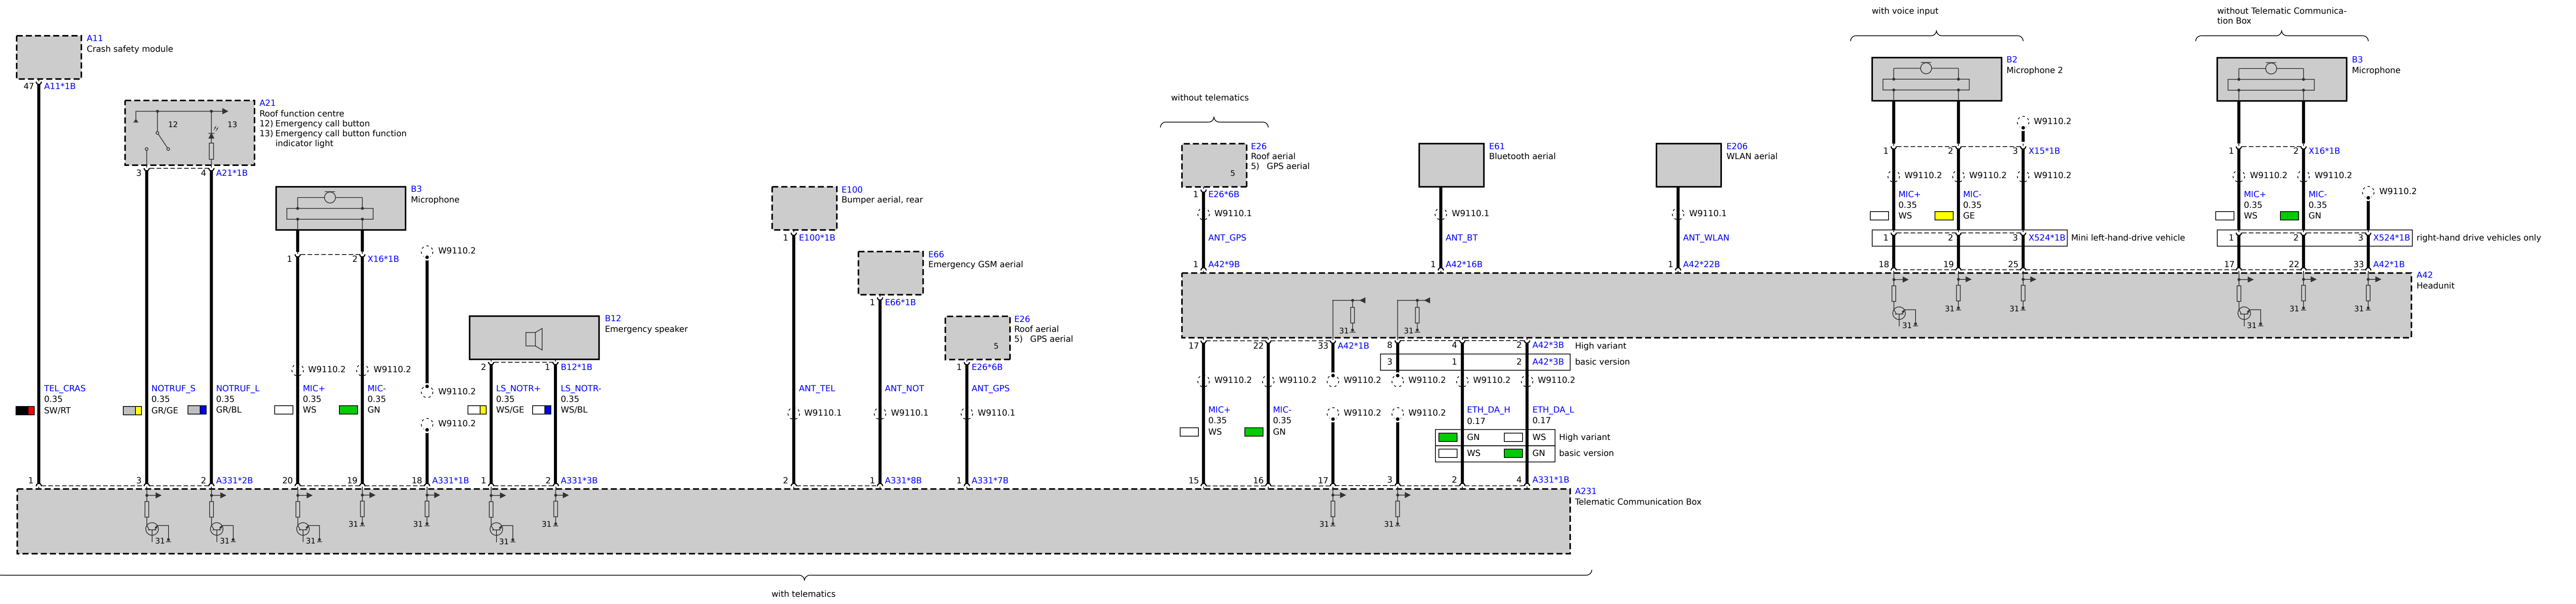 with voice input
without Telematic Communica-
tion Box
A11
Crash safety module
47 A11*1B
B2
Microphone 2
B3
Microphone
A21
Roof function centre
12) Emergency call button
13) Emergency call button function
indicator light
12
13
3
4 A21*1B
without telematics
W9110.2
1
2
3 X15*1B
1
2 X16*1B
W9110.2
W9110.2
W9110.2
W9110.2
W9110.2
E26
Roof aerial
5) GPS aerial
5
E61
Bluetooth aerial
E206
WLAN aerial
1 E26*6B
W9110.1
W9110.1
W9110.1
ANT_GPS
ANT_BT
ANT_WLAN
1 A42*9B
1 A42*16B
1 A42*22B
MIC+
0.35
WS
MIC-
0.35
GE
MIC+
0.35
WS
MIC-
0.35
GN
W9110.2
1
2
3 X524*1B
Mini left-hand-drive vehicle
1
2
3 X524*1B
right-hand drive vehicles only
18
19
25
17
22
33 A42*1B
A42
Headunit
31
31
31
31
31
31
31
31
B3
Microphone
1
2 X16*1B
W9110.2
E100
Bumper aerial, rear
1 E100*1B
E66
Emergency GSM aerial
1 E66*1B
E26
Roof aerial
5) GPS aerial
5
1 E26*6B
B12
Emergency speaker
2
1 B12*1B
W9110.2
W9110.2
W9110.2
W9110.2
TEL_CRAS
0.35
SW/RT
NOTRUF_S
0.35
GR/GE
NOTRUF_L
0.35
GR/BL
MIC+
0.35
WS
MIC-
0.35
GN
LS_NOTR+
0.35
WS/GE
LS_NOTR-
0.35
WS/BL
ANT_TEL
ANT_NOT
ANT_GPS
W9110.1
W9110.1
W9110.1
17
22
33 A42*1B
8
4
2 A42*3B
High variant
3
1
2 A42*3B
basic version
W9110.2
W9110.2
W9110.2
W9110.2
W9110.2
W9110.2
W9110.2
W9110.2
MIC+
0.35
WS
MIC-
0.35
GN
ETH_DA_H
0.17
ETH_DA_L
0.17
GN
WS
High variant
WS
GN
basic version
1
3
2 A331*2B
20
19
18 A331*1B
1
2 A331*3B
2
1 A331*8B
1 A331*7B
15
16
17
3
2
4 A331*1B
A231
Telematic Communication Box
31
31
31
31
31
31
31
31
31
with telematics